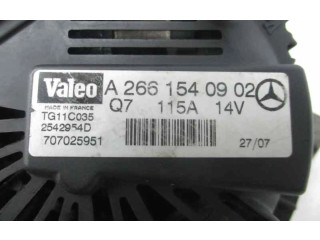 Valeo A 266 154 09 02
MADE IN FRANCE Q7 115A 14V
TG11C035
2542954D
707025951 27/07